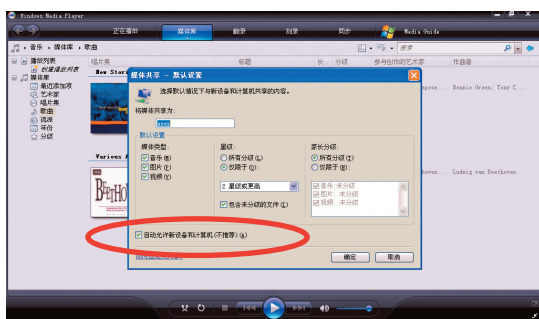 Windows Media Player
正在播放 媒体库 翻录 刻录 同步 Media Guide
音乐 媒体库 歌曲 搜索
播放列表
创建播放列表
媒体库
最近添加项
艺术家
唱片集
歌曲
流派
年份
分级
唱片集 标题 长... 分级 参与创作的艺术家 作曲者
New Star
Bennie Green, Tony C...
Various A
Ludwig van Beethoven
媒体共享 - 默认设置
选择默认情况下与新设备和计算机共享的内容。
将媒体共享为:
默认设置
媒体类型: 星级: 家长分级:
音乐(M) 所有分级(L) 所有分级(T)
图片(P) 仅限于(O): 仅限于(R):
视频(V)
2 星级或更高
音乐:未分级
图片: 未分级
视频: 未分级
包含未分级的文件(I)
自动允许新设备和计算机(不推荐)(A)
确定 取消